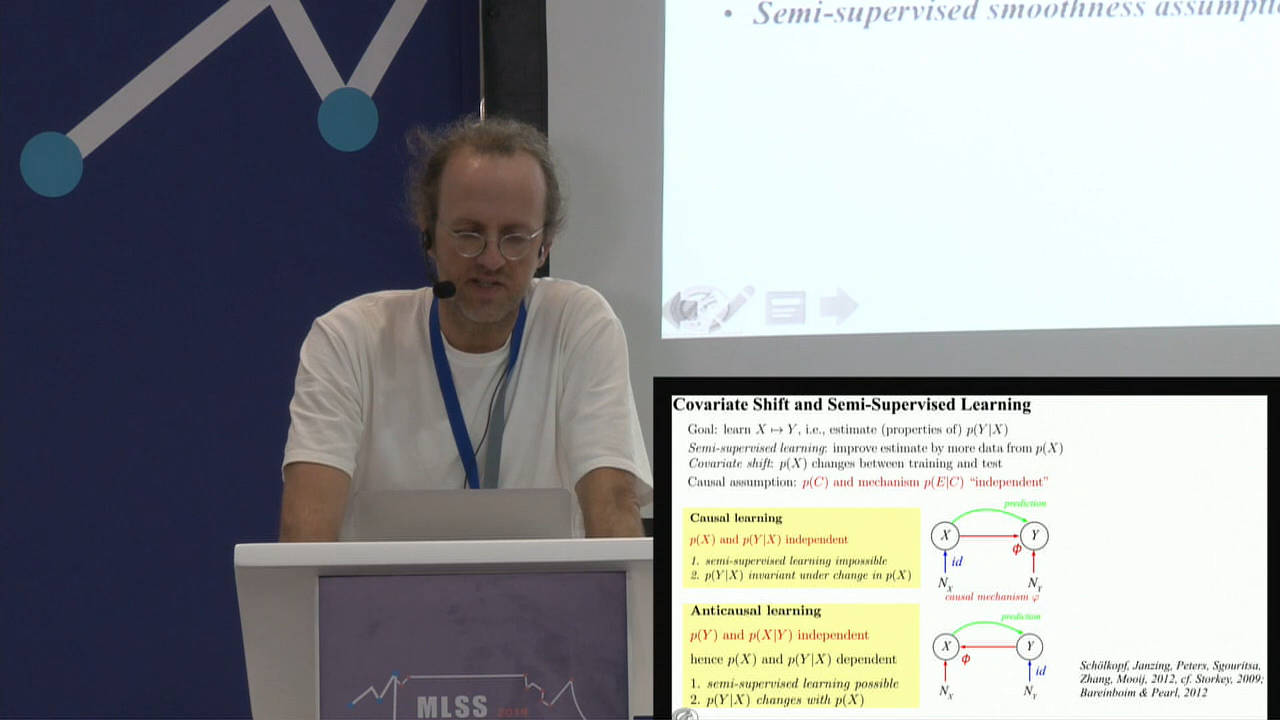 • Semi-supervised smoothness
Covariate Shift and Semi-Supervised Learning
Goal: learn X ↦ Y, i.e., estimate (properties of) p(Y|X)
Semi-supervised learning: improve estimate by more data from p(X)
Covariate shift: p(X) changes between training and test
Causal assumption: p(C) and mechanism p(E|C) "independent"
Causal learning
p(X) and p(Y|X) independent
1. semi-supervised learning impossible
2. p(Y|X) invariant under change in p(X)
prediction
X Y
φ
id
N_X N_Y
causal mechanism φ
Anticausal learning
p(Y) and p(X|Y) independent
hence p(X) and p(Y|X) dependent
1. semi-supervised learning possible
2. p(Y|X) changes with p(X)
prediction
X Y
φ
id
N_X N_Y
Schölkopf, Janzing, Peters, Sgouritsa,
Zhang, Mooij, 2012, cf. Storkey, 2009;
Bareinboim & Pearl, 2012
MLSS 2019